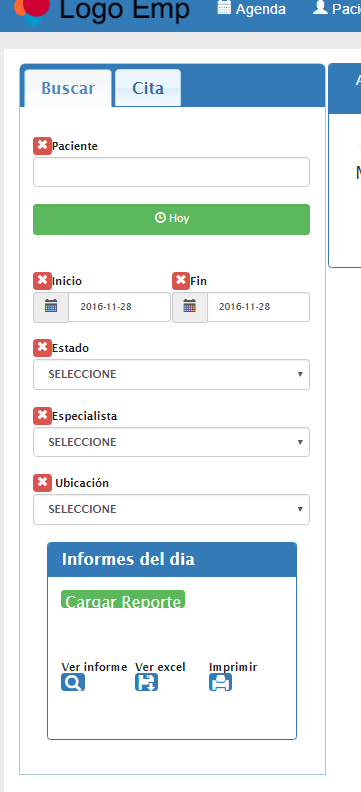 Logo Emp
Agenda
Paci
Buscar
Cita
A
Paciente
M
Hoy
Inicio
Fin
2016-11-28
2016-11-28
Estado
SELECCIONE
Especialista
SELECCIONE
Ubicación
SELECCIONE
Informes del dia
Cargar Reporte
Ver informe
Ver excel
Imprimir